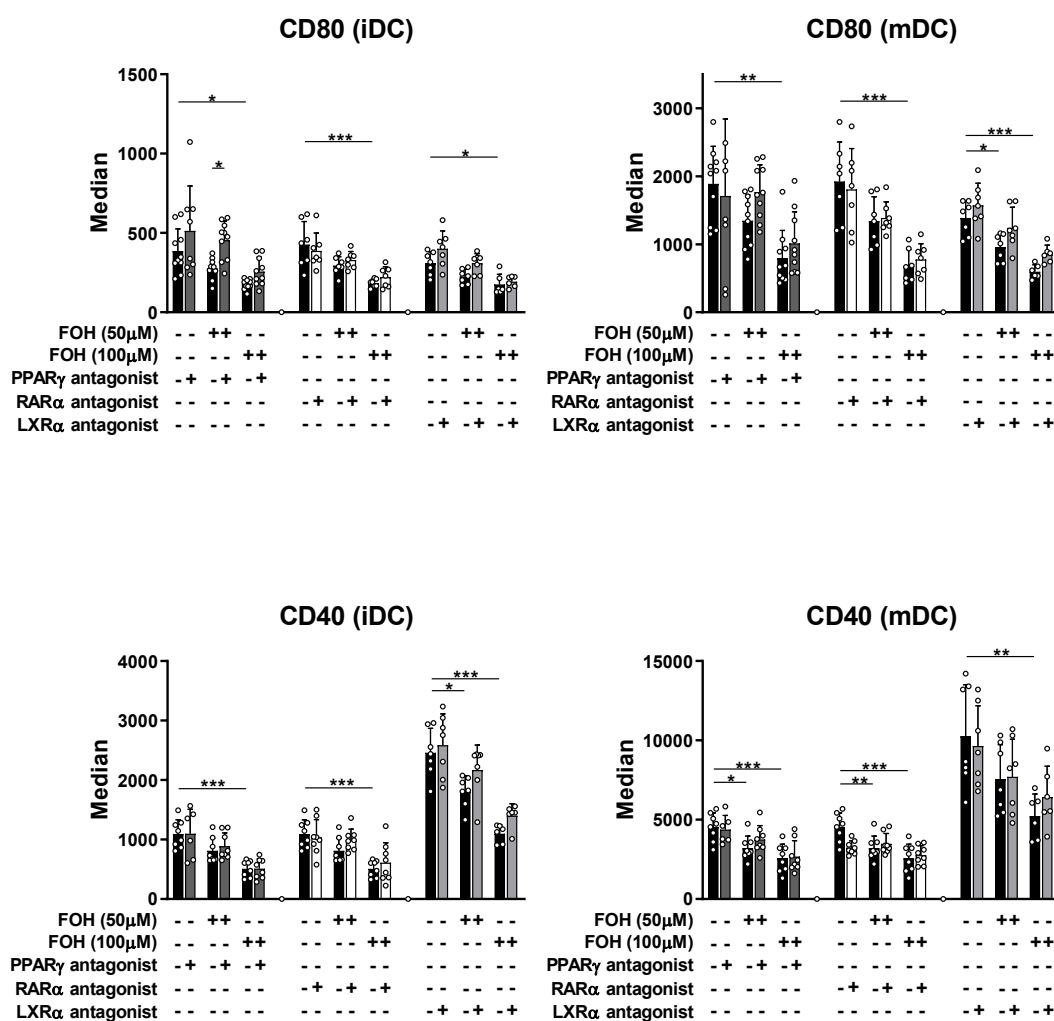 CD80 (iDC)
CD80 (mDC)
Median
1500
1000
500
0
*
*
***
*
Median
3000
2000
1000
0
**
***
***
*
FOH (50μM) - - ++ - - - - ++ - - - - ++ - -
FOH (100μM) - - - - ++ - - - - ++ - - - - ++
PPARγ antagonist -+ -+ -+ - - - - - - - - - - - -
RARα antagonist - - - - - - -+ -+ -+ - - - - - -
LXRα antagonist - - - - - - - - - - - - -+ -+ -+
FOH (50μM) - - ++ - - - - ++ - - - - ++ - -
FOH (100μM) - - - - ++ - - - - ++ - - - - ++
PPARγ antagonist -+ -+ -+ - - - - - - - - - - - -
RARα antagonist - - - - - - -+ -+ -+ - - - - - -
LXRα antagonist - - - - - - - - - - - - -+ -+ -+
CD40 (iDC)
CD40 (mDC)
Median
4000
3000
2000
1000
0
***
***
***
*
Median
15000
10000
5000
0
***
*
***
**
**
FOH (50μM) - - ++ - - - - ++ - - - - ++ - -
FOH (100μM) - - - - ++ - - - - ++ - - - - ++
PPARγ antagonist -+ -+ -+ - - - - - - - - - - - -
RARα antagonist - - - - - - -+ -+ -+ - - - - - -
LXRα antagonist - - - - - - - - - - - - -+ -+ -+
FOH (50μM) - - ++ - - - - ++ - - - - ++ - -
FOH (100μM) - - - - ++ - - - - ++ - - - - ++
PPARγ antagonist -+ -+ -+ - - - - - - - - - - - -
RARα antagonist - - - - - - -+ -+ -+ - - - - - -
LXRα antagonist - - - - - - - - - - - - -+ -+ -+